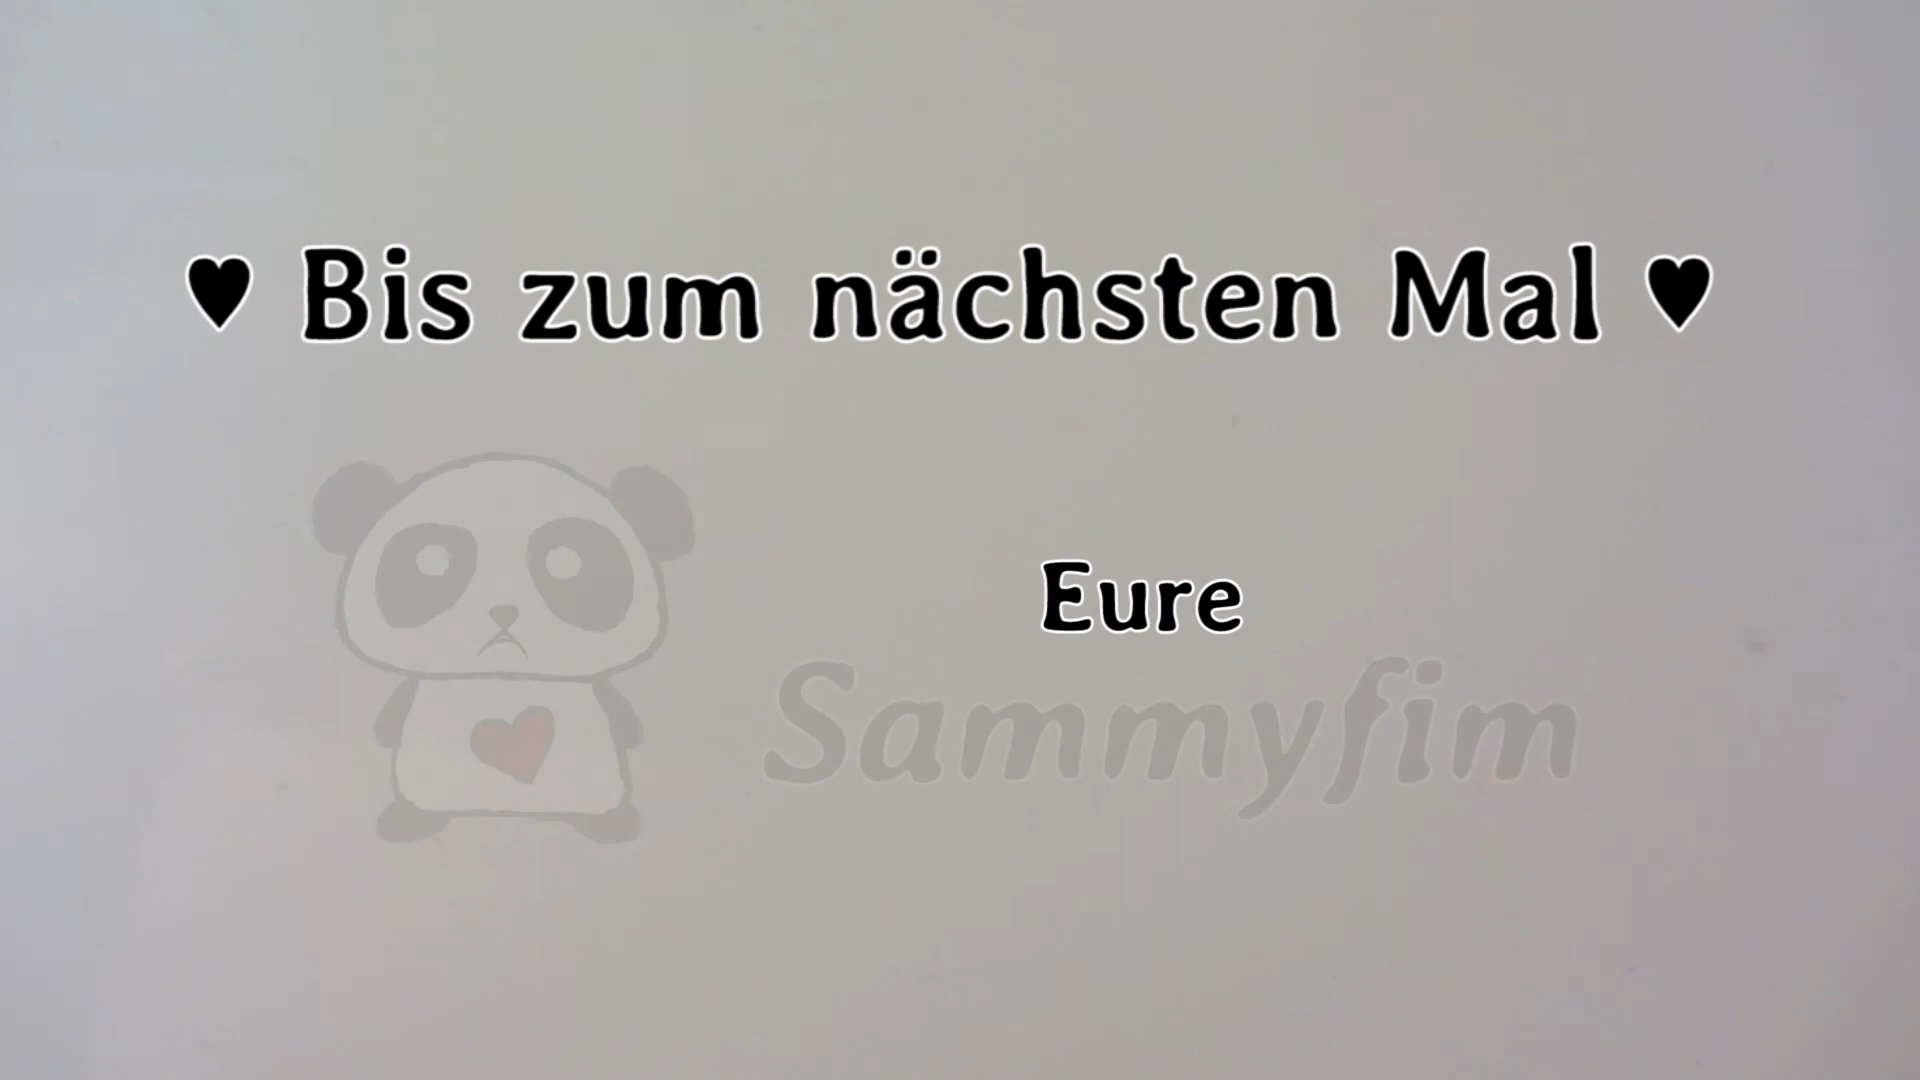 ♥ Bis zum nächsten Mal ♥
Eure
Sammyfim